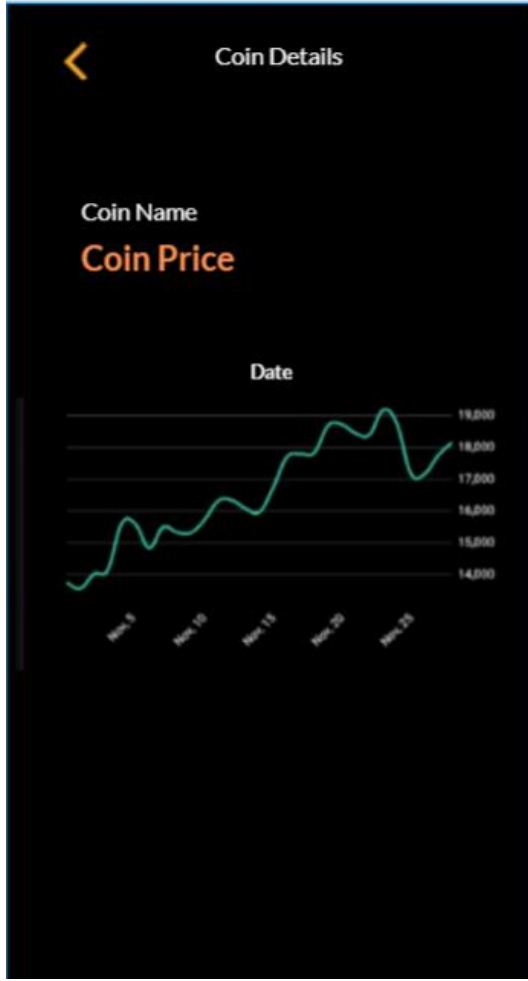 Coin Details
Coin Name
Coin Price
Date
19,000
18,000
17,000
16,000
15,000
14,000
Nov, 5
Nov, 10
Nov, 15
Nov, 20
Nov, 25